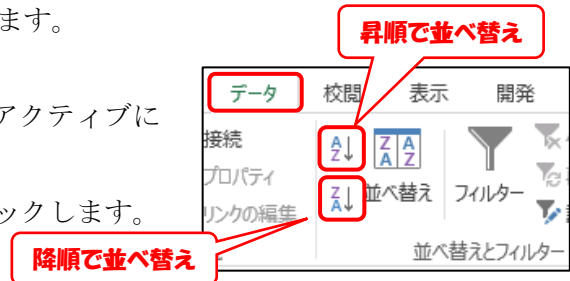 ます。
アクティブに
ックします。
昇順で並べ替え
データ 校閲 表示 開発
接続
プロパティ
リンクの編集
並べ替え フィルター
並べ替えとフィルター
降順で並べ替え